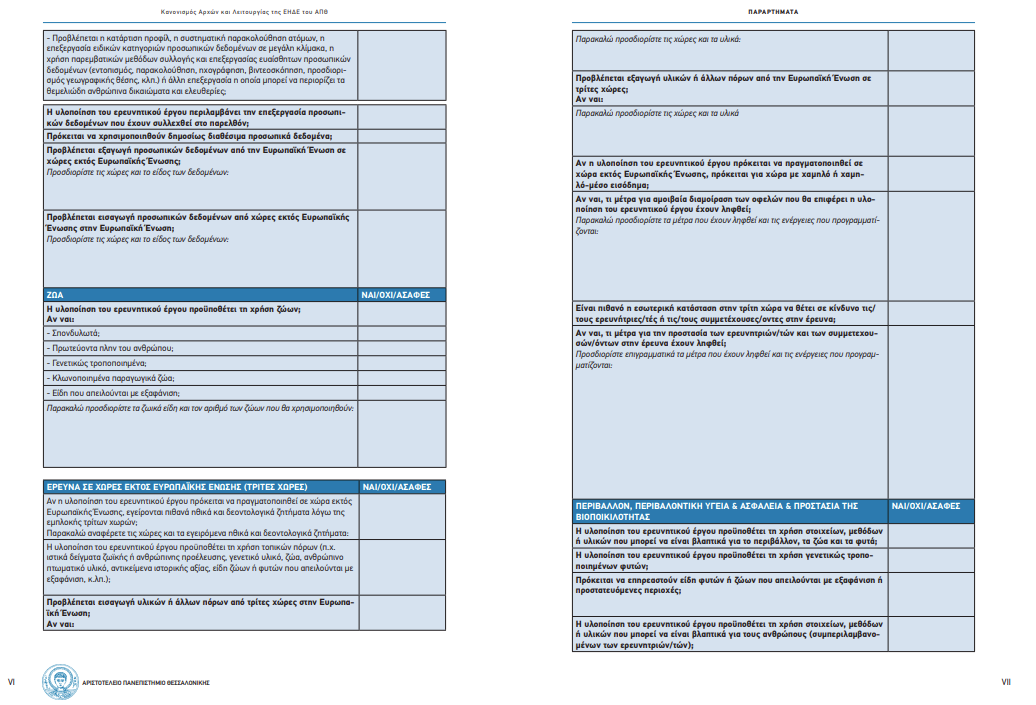 Κανονισμός Αρχών και Λειτουργίας της ΕΗΔΕ του ΑΠΘ
– Προβλέπεται η κατάρτιση προφίλ, η συστηματική παρακολούθηση ατόμων, η
επεξεργασία ειδικών κατηγοριών προσωπικών δεδομένων σε μεγάλη κλίμακα, η
χρήση παρεμβατικών μεθόδων συλλογής και επεξεργασίας ευαίσθητων προσωπικών
δεδομένων (εντοπισμός, παρακολούθηση, ηχογράφηση, βιντεοσκόπηση, προσδιορι-
σμός γεωγραφικής θέσης, κλπ.) ή άλλη επεξεργασία η οποία μπορεί να περιορίζει τα
θεμελιώδη ανθρώπινα δικαιώματα και ελευθερίες;
Η υλοποίηση του ερευνητικού έργου περιλαμβάνει την επεξεργασία προσωπι-
κών δεδομένων που έχουν συλλεχθεί στο παρελθόν;
Πρόκειται να χρησιμοποιηθούν δημοσίως διαθέσιμα προσωπικά δεδομένα;
Προβλέπεται εξαγωγή προσωπικών δεδομένων από την Ευρωπαϊκή Ένωση σε
χώρες εκτός Ευρωπαϊκής Ένωσης;
Προσδιορίστε τις χώρες και το είδος των δεδομένων:
Προβλέπεται εισαγωγή προσωπικών δεδομένων από χώρες εκτός Ευρωπαϊκής
Ένωσης στην Ευρωπαϊκή Ένωση;
Προσδιορίστε τις χώρες και το είδος των δεδομένων:
ΖΩΑ ΝΑΙ/ΟΧΙ/ΑΣΑΦΕΣ
Η υλοποίηση του ερευνητικού έργου προϋποθέτει τη χρήση ζώων;
Αν ναι:
– Σπονδυλωτά;
– Πρωτεύοντα πλην του ανθρώπου;
– Γενετικώς τροποποιημένα;
– Κλωνοποιημένα παραγωγικά ζώα;
– Είδη που απειλούνται με εξαφάνιση;
Παρακαλώ προσδιορίστε τα ζωικά είδη και τον αριθμό των ζώων που θα χρησιμοποιηθούν:
ΕΡΕΥΝΑ ΣΕ ΧΩΡΕΣ ΕΚΤΟΣ ΕΥΡΩΠΑΪΚΗΣ ΕΝΩΣΗΣ (ΤΡΙΤΕΣ ΧΩΡΕΣ) ΝΑΙ/ΟΧΙ/ΑΣΑΦΕΣ
Αν η υλοποίηση του ερευνητικού έργου πρόκειται να πραγματοποιηθεί σε χώρα εκτός
Ευρωπαϊκής Ένωσης, εγείρονται πιθανά ηθικά και δεοντολογικά ζητήματα λόγω της
εμπλοκής τρίτων χωρών;
Παρακαλώ αναφέρετε τις χώρες και τα εγειρόμενα ηθικά και δεοντολογικά ζητήματα:
Η υλοποίηση του ερευνητικού έργου προϋποθέτει τη χρήση τοπικών πόρων (π.χ.
ιστικά δείγματα ζωϊκής ή ανθρώπινης προέλευσης, γενετικό υλικό, ζώα, ανθρώπινο
πτωματικό υλικό, αντικείμενα ιστορικής αξίας, είδη ζώων ή φυτών που απειλούνται με
εξαφάνιση, κ.λπ.);
Προβλέπεται εισαγωγή υλικών ή άλλων πόρων από τρίτες χώρες στην Ευρωπα-
ϊκή Ένωση;
Αν ναι:
VI
ΑΡΙΣΤΟΤΕΛΕΙΟ ΠΑΝΕΠΙΣΤΗΜΙΟ ΘΕΣΣΑΛΟΝΙΚΗΣ
ΠΑΡΑΡΤΗΜΑΤΑ
Παρακαλώ προσδιορίστε τις χώρες και τα υλικά:
Προβλέπεται εξαγωγή υλικών ή άλλων πόρων από την Ευρωπαϊκή Ένωση σε
τρίτες χώρες;
Αν ναι:
Παρακαλώ προσδιορίστε τις χώρες και τα υλικά
Αν η υλοποίηση του ερευνητικού έργου πρόκειται να πραγματοποιηθεί σε
χώρα εκτός Ευρωπαϊκής Ένωσης, πρόκειται για χώρα με χαμηλό ή χαμη-
λό-μέσο εισόδημα;
Αν ναι, τι μέτρα για αμοιβαία διαμοίραση των οφελών που θα επιφέρει η υλο-
ποίηση του ερευνητικού έργου έχουν ληφθεί;
Παρακαλώ προσδιορίστε τα μέτρα που έχουν ληφθεί και τις ενέργειες που προγραμματί-
ζονται:
Είναι πιθανό η εσωτερική κατάσταση στην τρίτη χώρα να θέτει σε κίνδυνο τις/
τους ερευνήτριες/τές ή τις/τους συμμετέχουσες/οντες στην έρευνα;
Αν ναι, τι μέτρα για την προστασία των ερευνητριών/τών και των συμμετεχου-
σών/όντων στην έρευνα έχουν ληφθεί;
Προσδιορίστε επιγραμματικά τα μέτρα που έχουν ληφθεί και τις ενέργειες που προγραμ-
ματίζονται:
ΠΕΡΙΒΑΛΛΟΝ, ΠΕΡΙΒΑΛΟΝΤΙΚΗ ΥΓΕΙΑ & ΑΣΦΑΛΕΙΑ & ΠΡΟΣΤΑΣΙΑ ΤΗΣ ΝΑΙ/ΟΧΙ/ΑΣΑΦΕΣ
ΒΙΟΠΟΙΚΙΛΟΤΗΤΑΣ
Η υλοποίηση του ερευνητικού έργου προϋποθέτει τη χρήση στοιχείων, μεθόδων
ή υλικών που μπορεί να είναι βλαπτικά για το περιβάλλον, τα ζώα και τα φυτά;
Η υλοποίηση του ερευνητικού έργου προϋποθέτει τη χρήση γενετικώς τροπο-
ποιημένων φυτών;
Πρόκειται να επηρεαστούν είδη φυτών ή ζώων που απειλούνται με εξαφάνιση ή
προστατευόμενες περιοχές;
Η υλοποίηση του ερευνητικού έργου προϋποθέτει τη χρήση στοιχείων, μεθόδων
ή υλικών που μπορεί να είναι βλαπτικά για τους ανθρώπους (συμπεριλαμβανο-
μένων των ερευνητριών/τών);
VII